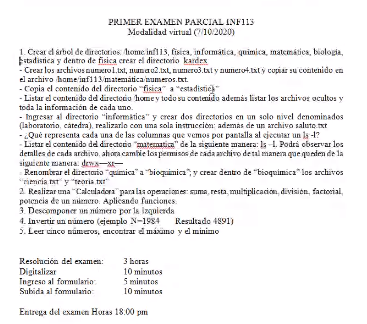 PRIMER EXAMEN PARCIAL INF113
Modalidad virtual (7/10/2020)
1. Crear el árbol de directorios: /home/inf113, física, informática, química, matemática, biología,
estadística y dentro de física crear el directorio kardex
- Crear los archivos numero1.txt, numero2.txt, numero3.txt y numero4.txt y copiar su contenido en
el archivo /home/inf113/matemática/numeros.txt.
- Copia el contenido del directorio "física" a "estadística"
- Listar el contenido del directorio /home y todo su contenido además listar los archivos ocultos y
toda la información de cada uno.
- Ingresar al directorio "informática" y crear dos directorios en un solo nivel denominados
(laboratorio, cátedra), realizarlo con una sola instrucción: además de un archivo saluto.txt
- ¿Qué representa cada una de las columnas que vemos por pantalla al ejecutar un ls -l?
- Listar el contenido del directorio "matematica" de la siguiente manera: ls -l. Podrá observar los
detalles de cada archivo, ahora cambie los permisos de cada archivo de tal manera que queden de la
siguiente manera: drwx---xr--
- Renombrar el directorio "química" a "bioquímica"; y crear dentro de "bioquímica" los archivos
"ciencia.txt" y "teoria.txt"
2. Realizar una "Calculadora" para las operaciones: suma, resta, multiplicación, división, factorial,
potencia de un número. Aplicando funciones.
3. Descomponer un número por la izquierda
4. Invertir un número (ejemplo N=1984 Resultado 4891)
5. Leer cinco números, encontrar el máximo y el mínimo
Resolución del examen: 3 horas
Digitalizar 10 minutos
Ingreso al formulario: 5 minutos
Subida al formulario: 10 minutos
Entrega del examen Horas 18:00 pm